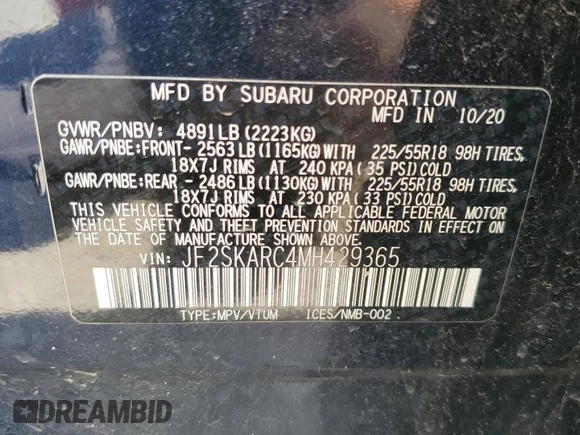 MFD BY SUBARU CORPORATION
MFD IN 10/20
GVWR/PNBV: 4891LB(2223KG)
GAWR/PNBE:FRONT- 2563LB(1165KG)WITH 225/55R18 98H TIRES,
18X7J RIMS AT 240 KPA(35 PSI)COLD
GAWR/PNBE:REAR - 2486LB(1130KG)WITH 225/55R18 98H TIRES,
18X7J RIMS AT 230 KPA(33 PSI)COLD
THIS VEHICLE CONFORMS TO ALL APPLICABLE FEDERAL MOTOR
VEHICLE SAFETY AND THEFT PREVENTION STANDARDS IN EFFECT
ON THE DATE OF MANUFACTURE SHOWN ABOVE.
VIN: JF2SKARC4MH429365
TYPE:MPV/VTUM ICES/NMB-002
DREAMBID